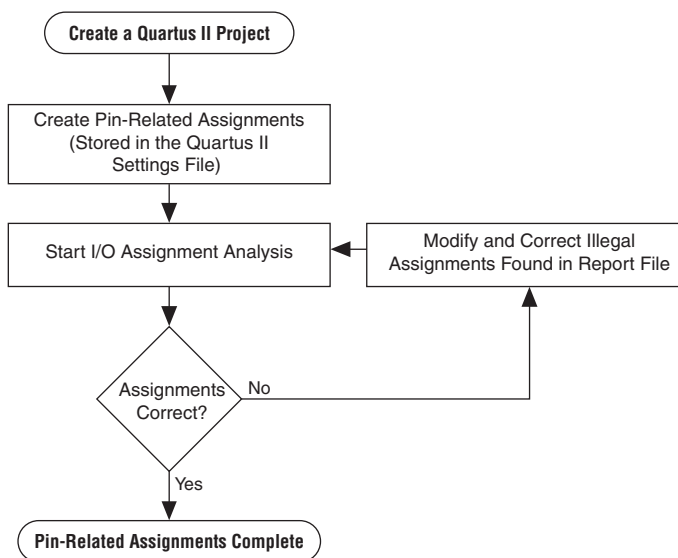 Create a Quartus II Project
Create Pin-Related Assignments
(Stored in the Quartus II
Settings File)
Start I/O Assignment Analysis
Modify and Correct Illegal
Assignments Found in Report File
Assignments
Correct?
No
Yes
Pin-Related Assignments Complete